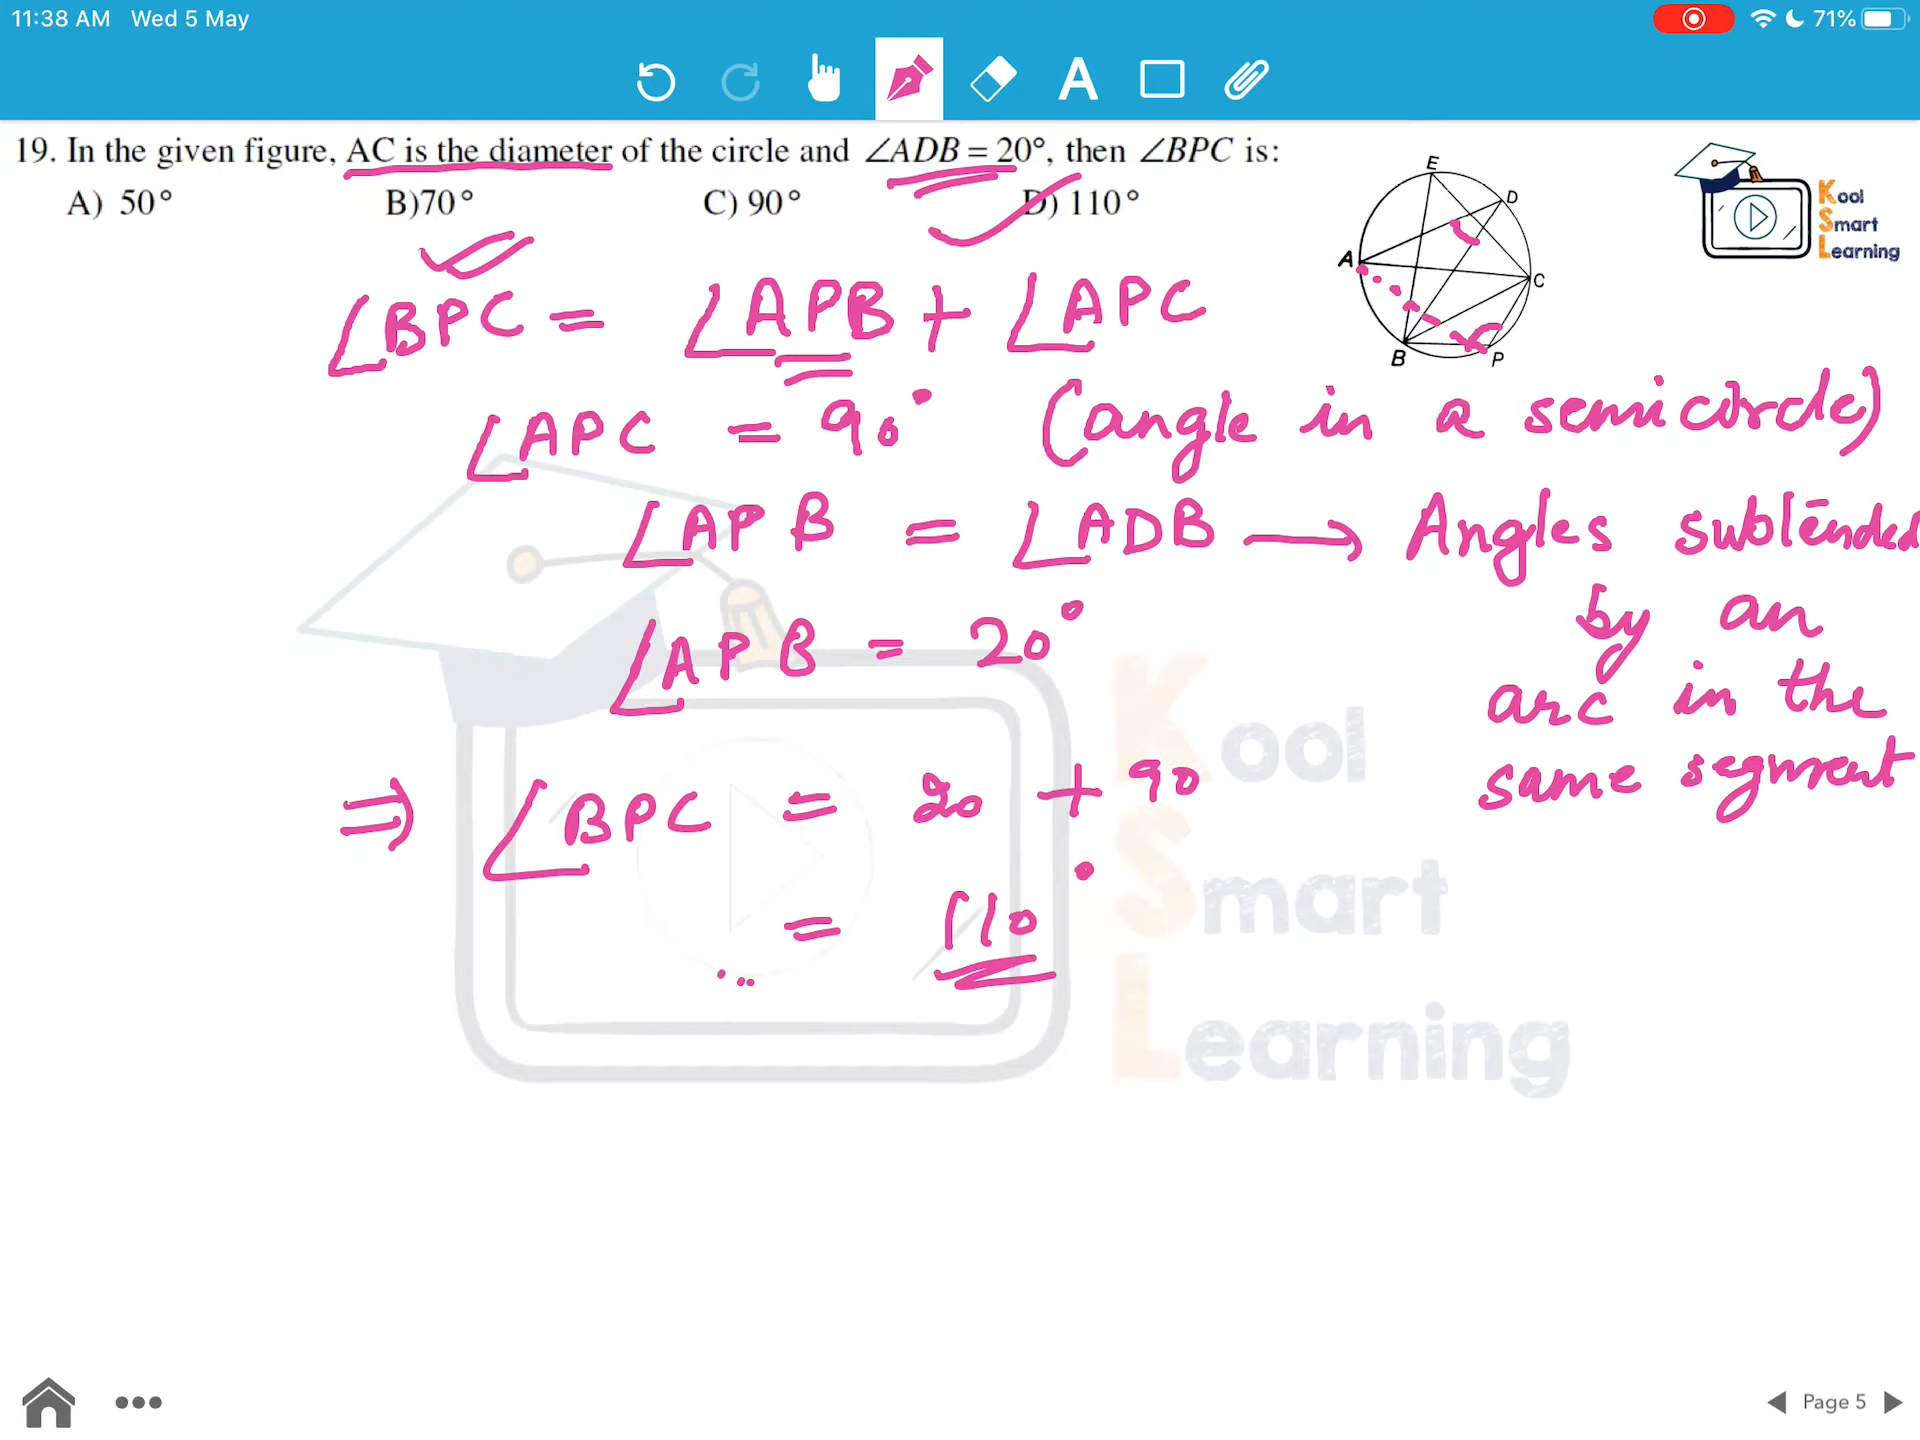 11:38 AM Wed 5 May
71%
A
19. In the given figure, AC is the diameter of the circle and ∠ADB = 20°, then ∠BPC is:
A) 50° B)70° C) 90° D) 110°
E
D
A
C
B
P
Kool
Smart
Learning
∠BPC = ∠APB + ∠APC
∠APC = 90° (angle in a semicircle)
∠APB = ∠ADB → Angles subtended
by an
arc in the
same segment
∠APB = 20°
⇒ ∠BPC = 20 + 90
= 110°
Kool
Smart
Learning
Page 5